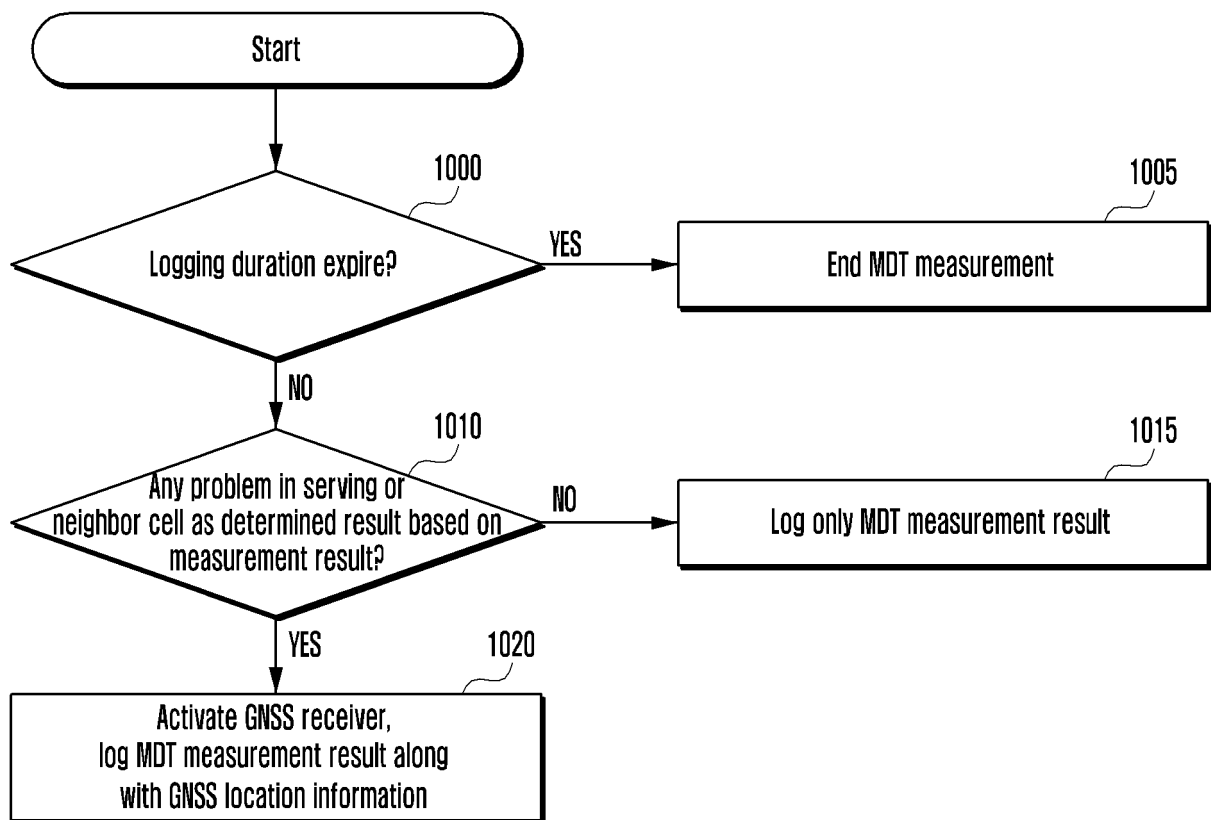 Start
1000
Logging duration expire?
YES
1005
End MDT measurement
NO
1010
Any problem in serving or
neighbor cell as determined result based on
measurement result?
NO
1015
Log only MDT measurement result
YES
1020
Activate GNSS receiver,
log MDT measurement result along
with GNSS location information